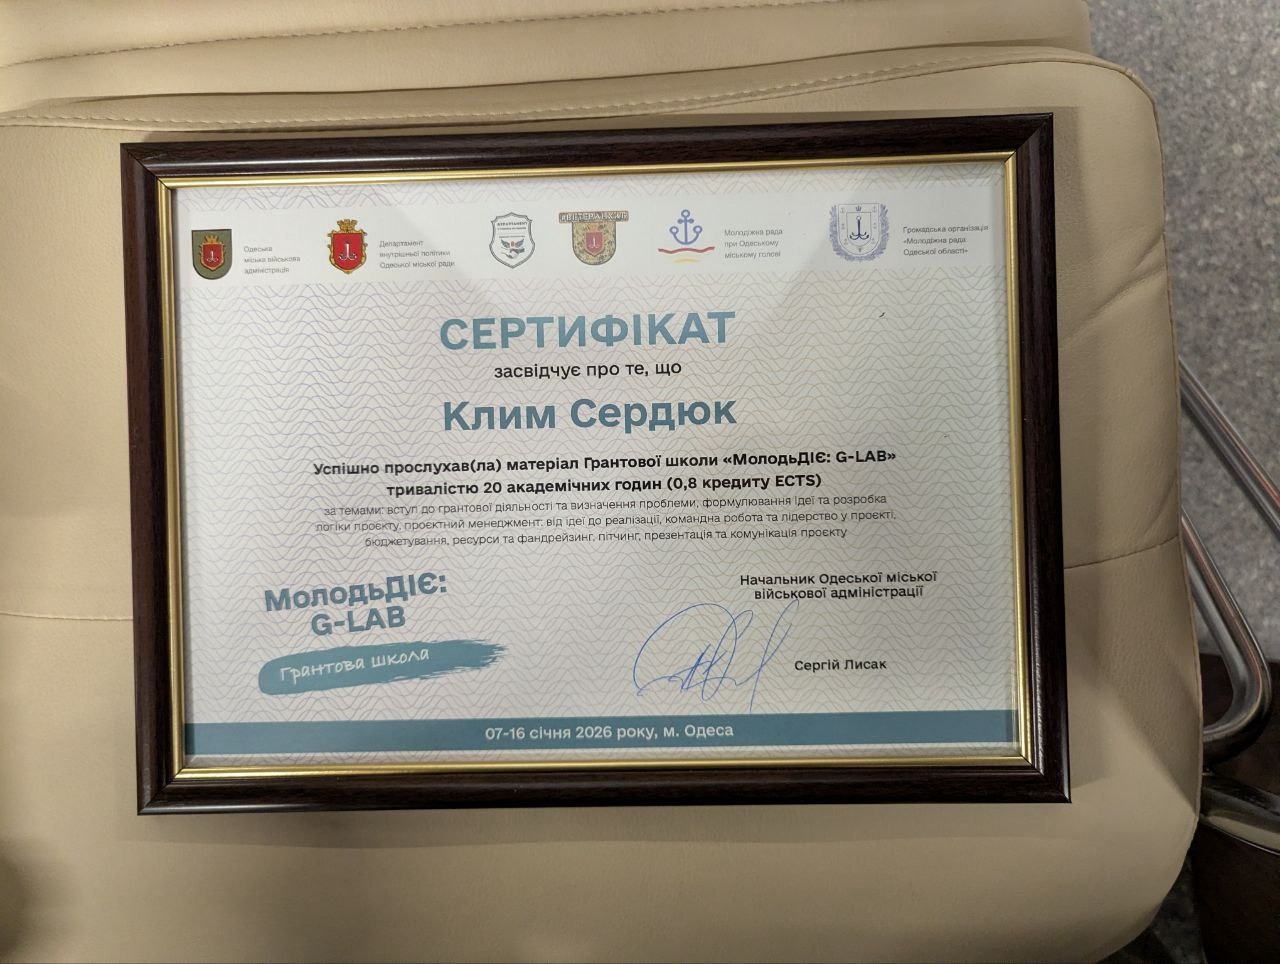 Одеська
міська військова
адміністрація
Департамент
внутрішньої політики
Одеської міської ради
ДЕПАРТАМЕНТ
#ВЕТЕРАНХАБ
Молодіжна рада
при Одеському
міському голові
Громадська організація
«Молодіжна рада
Одеської області»
СЕРТИФІКАТ
засвідчує про те, що
Клим Сердюк
Успішно прослухав(ла) матеріал Грантової школи «МолодьДІЄ: G-LAB»
тривалістю 20 академічних годин (0,8 кредиту ECTS)
за темами: вступ до грантової діяльності та визначення проблеми, формулювання ідеї та розробка
логіки проєкту, проєктний менеджмент: від ідеї до реалізації, командна робота та лідерство у проєкті,
бюджетування, ресурси та фандрейзинг, пітчинг, презентація та комунікація проєкту
МолодьДІЄ:
G-LAB
Грантова школа
Начальник Одеської міської
військової адміністрації
Сергій Лисак
07-16 січня 2026 року, м. Одеса